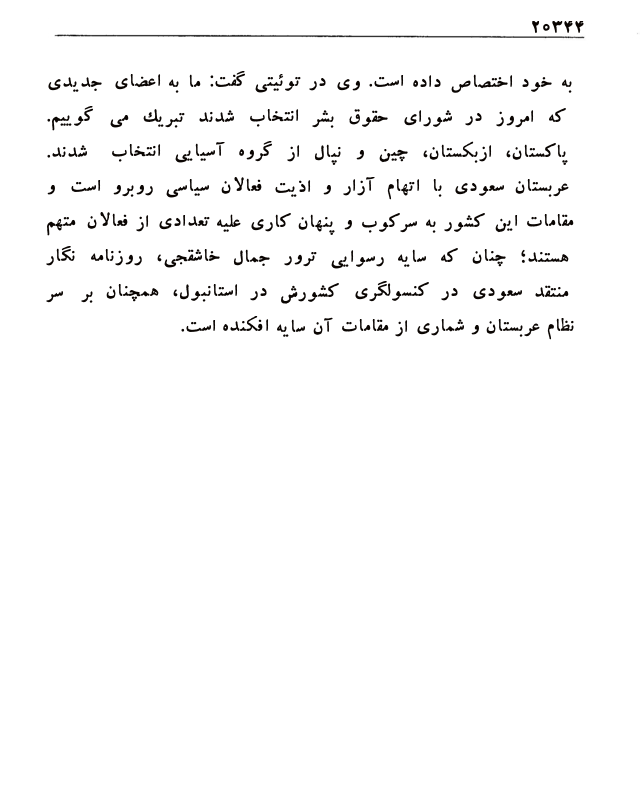 ۲۰۳۴۴
به خود اختصاص داده است. وی در توئیتی گفت: ما به اعضای جدیدی
که امروز در شورای حقوق بشر انتخاب شدند تبریك می گوییم.
پاکستان، ازبکستان، چین و نپال از گروه آسیایی انتخاب شدند.
عربستان سعودی با اتهام آزار و اذیت فعالان سیاسی روبرو است و
مقامات این کشور به سرکوب و پنهان کاری علیه تعدادی از فعالان متهم
هستند؛ چنان که سایه رسوایی ترور جمال خاشقجی، روزنامه نگار
منتقد سعودی در کنسولگری کشورش در استانبول، همچنان بر سر
نظام عربستان و شماری از مقامات آن سایه افکنده است.